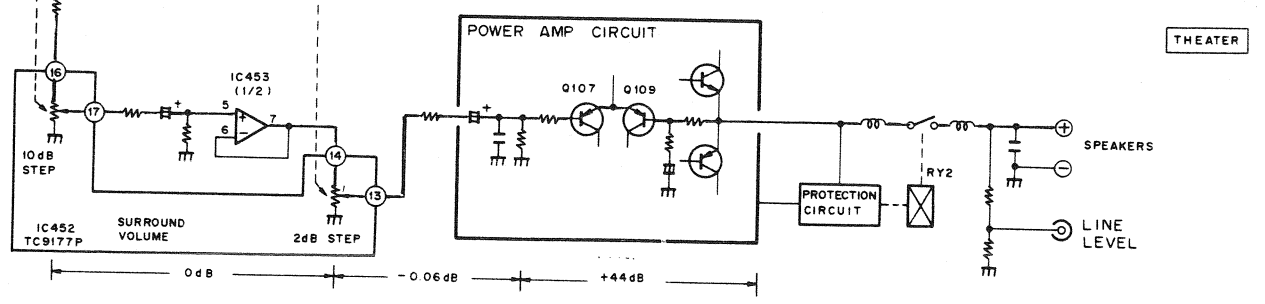 POWER AMP CIRCUIT
THEATER
16
IC453
(1/2)
Q107
Q109
17
+
5
+
7
6
−
+
10dB
STEP
14
13
+
SPEAKERS
−
RY2
PROTECTION
CIRCUIT
LINE
LEVEL
IC452
TC9177P
SURROUND
VOLUME
2dB STEP
0dB
−0.06dB
+44dB